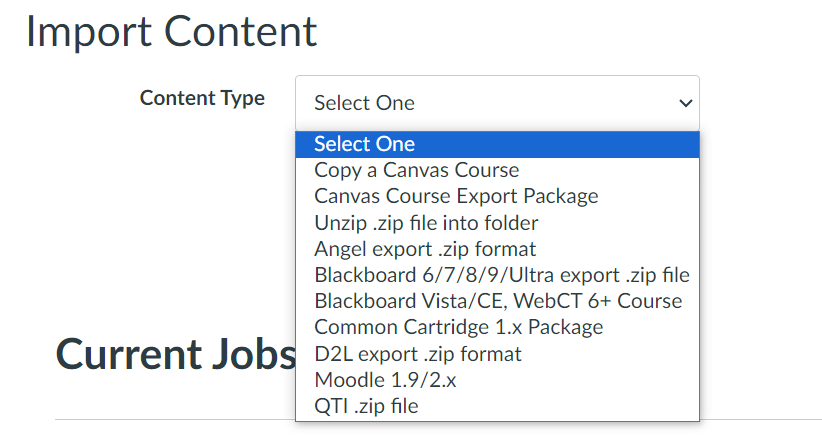 Import Content
Content Type
Select One
Select One
Copy a Canvas Course
Canvas Course Export Package
Unzip .zip file into folder
Angel export .zip format
Blackboard 6/7/8/9/Ultra export .zip file
Blackboard Vista/CE, WebCT 6+ Course
Common Cartridge 1.x Package
D2L export .zip format
Moodle 1.9/2.x
QTI .zip file
Current Jobs